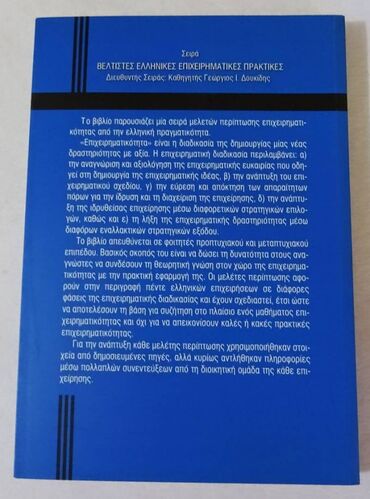 Σειρά
ΒΕΛΤΙΣΤΕΣ ΕΛΛΗΝΙΚΕΣ ΕΠΙΧΕΙΡΗΜΑΤΙΚΕΣ ΠΡΑΚΤΙΚΕΣ
Διευθυντής Σειράς: Καθηγητής Γεώργιος Ι. Δουκίδης
Το βιβλίο παρουσιάζει μία σειρά μελετών περίπτωσης επιχειρηματι-
κότητας από την ελληνική πραγματικότητα.
«Επιχειρηματικότητα» είναι η διαδικασία της δημιουργίας μίας νέας
δραστηριότητας με αξία. Η επιχειρηματική διαδικασία περιλαμβάνει: α)
την αναγνώριση και αξιολόγηση της επιχειρηματικής ευκαιρίας που οδη-
γεί στη δημιουργία της επιχειρηματικής ιδέας, β) την ανάπτυξη του επι-
χειρηματικού σχεδίου, γ) την εύρεση και απόκτηση των απαραίτητων
πόρων για την ίδρυση και τη διαχείριση της επιχείρησης, δ) την ανάπτυ-
ξη της ιδρυθείσας επιχείρησης μέσω διαφορετικών στρατηγικών επιλο-
γών, καθώς και ε) τη λήξη της επιχειρηματικής δραστηριότητας μέσω
διαφόρων εναλλακτικών στρατηγικών εξόδου.
Το βιβλίο απευθύνεται σε φοιτητές προπτυχιακού και μεταπτυχιακού
επιπέδου. Βασικός σκοπός του είναι να δώσει τη δυνατότητα στους ανα-
γνώστες να συνδέσουν τη θεωρητική γνώση στον χώρο της επιχειρημα-
τικότητας με την πρακτική εφαρμογή της. Οι μελέτες περίπτωσης αφο-
ρούν στην περιγραφή πέντε ελληνικών επιχειρήσεων σε διάφορες
φάσεις της επιχειρηματικής διαδικασίας και έχουν σχεδιαστεί, έτσι ώστε
να αποτελέσουν τη βάση για συζήτηση στο πλαίσιο ενός μαθήματος επι-
χειρηματικότητας και όχι για να απεικονίσουν καλές ή κακές πρακτικές
επιχειρηματικότητας.
Για την ανάπτυξη κάθε μελέτης περίπτωσης χρησιμοποιήθηκαν στοι-
χεία από δημοσιευμένες πηγές, αλλά κυρίως αντλήθηκαν πληροφορίες
μέσω πολλαπλών συνεντεύξεων από τη διοικητική ομάδα της κάθε επι-
χείρησης.